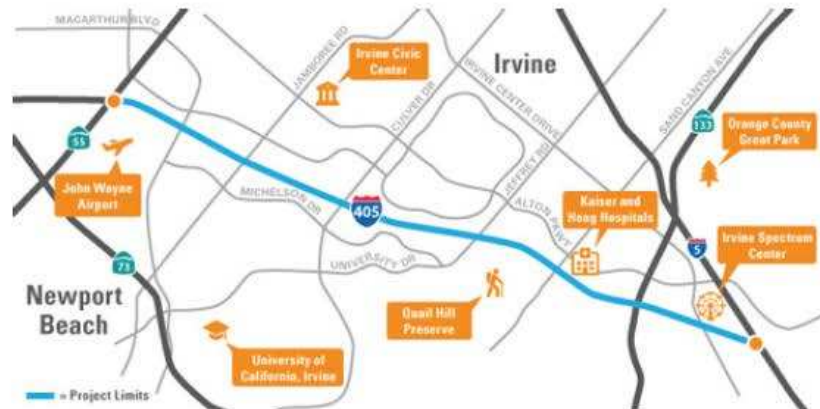 MACARTHUR BLVD
JAMBOREE RD
Irvine Civic
Center
Irvine
CULVER DR
IRVINE CENTER DRIVE
SAND CANYON AVE
133
Orange County
Great Park
55
John Wayne
Airport
MICHELSON DR
405
JEFFREY RD
ALTON PKWY
Kaiser and
Hoag Hospitals
73
UNIVERSITY DR
5
Irvine Spectrum
Center
Newport
Beach
Quail Hill
Preserve
University of
California, Irvine
= Project Limits